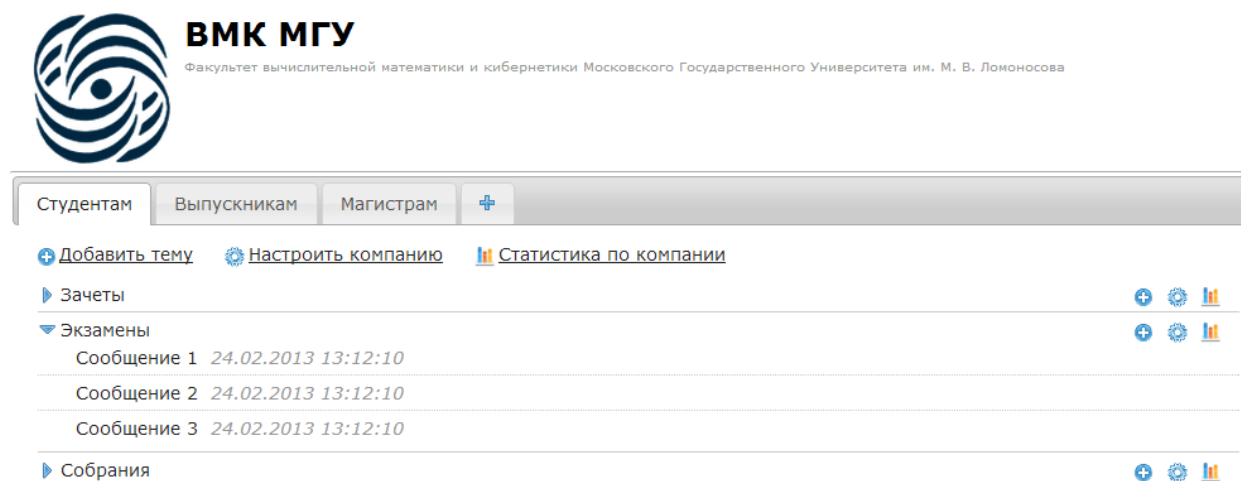 ВМК МГУ
Факультет вычислительной математики и кибернетики Московского Государственного Университета им. М. В. Ломоносова
Студентам Выпускникам Магистрам
Добавить тему Настроить компанию Статистика по компании
Зачеты
Экзамены
Сообщение 1 24.02.2013 13:12:10
Сообщение 2 24.02.2013 13:12:10
Сообщение 3 24.02.2013 13:12:10
Собрания